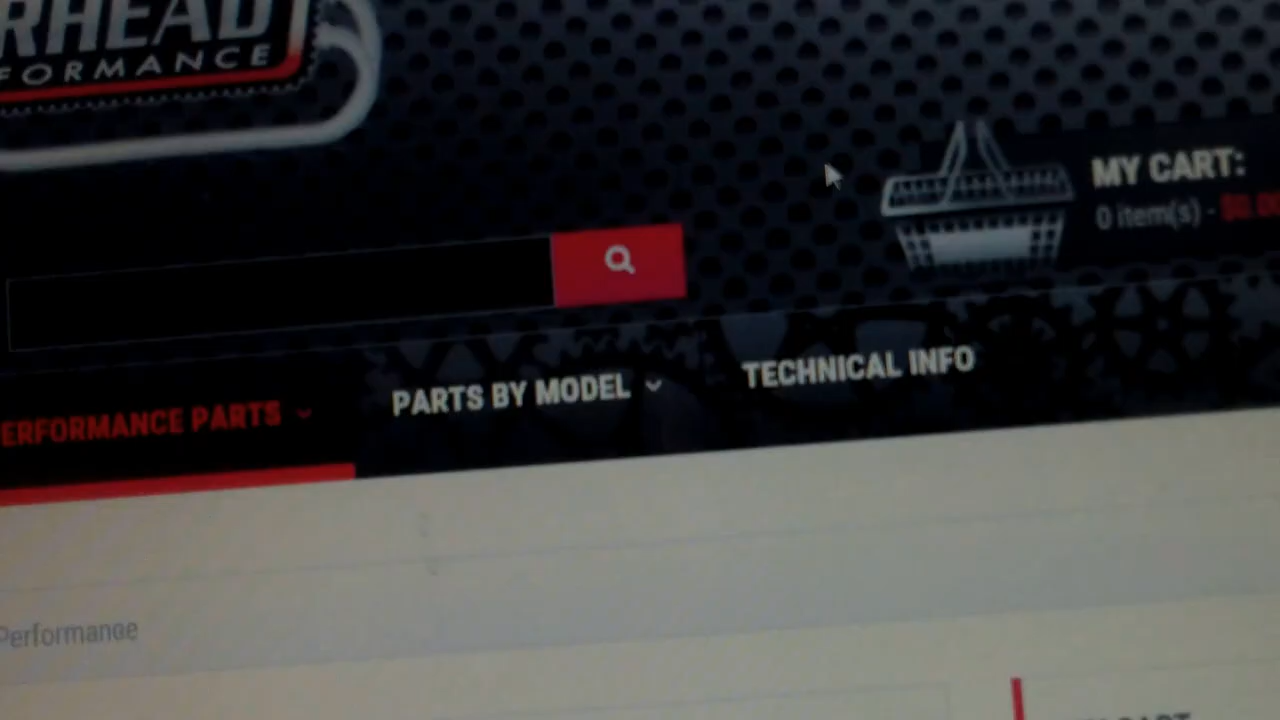 RHEAD
FORMANCE
MY CART:
0 item(s) -
PARTS BY MODEL
TECHNICAL INFO
ERFORMANCE PARTS
Performance